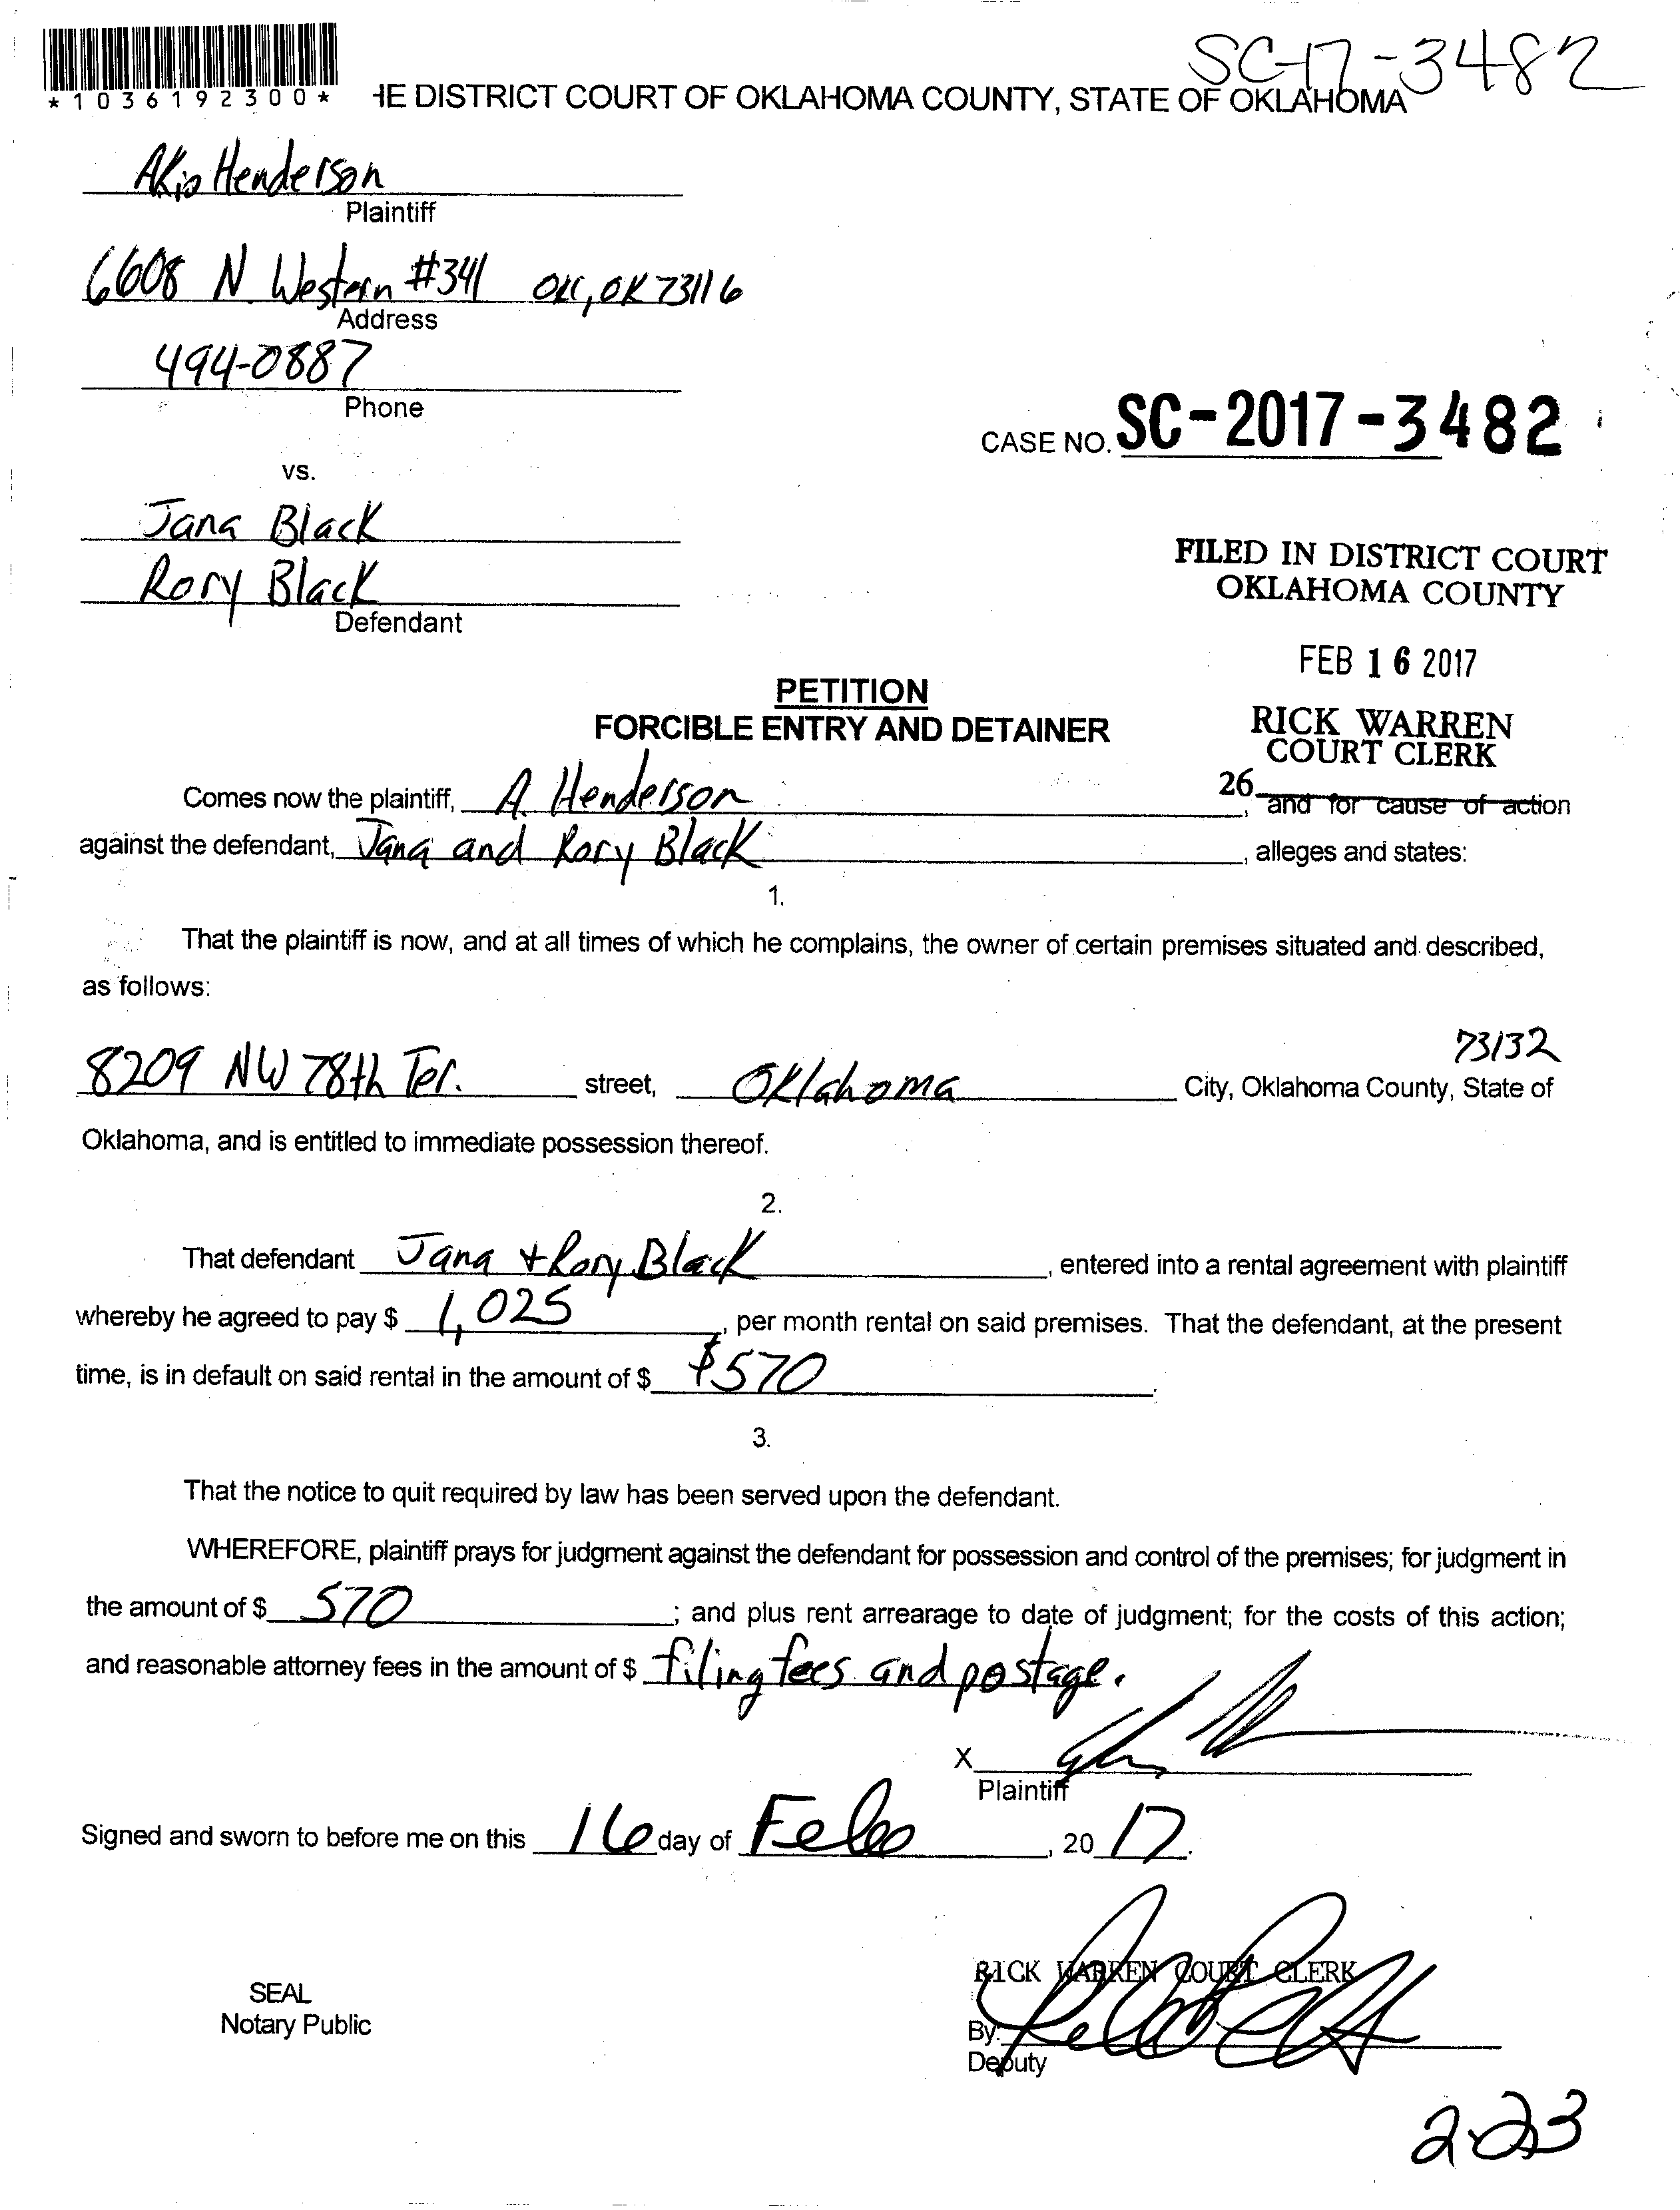 SC-17-3482
*1036192300*
HE DISTRICT COURT OF OKLAHOMA COUNTY, STATE OF OKLAHOMA
Akio Henderson
Plaintiff
6608 N. Western #341 OKC, OK 73116
Address
494-0887
Phone
CASE NO. SC-2017-3482
vs.
Jana Black
Rory Black
Defendant
FILED IN DISTRICT COURT
OKLAHOMA COUNTY
FEB 16 2017
RICK WARREN
COURT CLERK
26
PETITION
FORCIBLE ENTRY AND DETAINER
Comes now the plaintiff, A. Henderson, and for cause of action
against the defendant, Jana and Rory Black, alleges and states:
1.
That the plaintiff is now, and at all times of which he complains, the owner of certain premises situated and described,
as follows:
73132
8209 NW 78th Ter. street, Oklahoma City, Oklahoma County, State of
Oklahoma, and is entitled to immediate possession thereof.
2.
That defendant Jana + Rory Black, entered into a rental agreement with plaintiff
whereby he agreed to pay $ 1,025, per month rental on said premises. That the defendant, at the present
time, is in default on said rental in the amount of $ $570.
3.
That the notice to quit required by law has been served upon the defendant.
WHEREFORE, plaintiff prays for judgment against the defendant for possession and control of the premises; for judgment in
the amount of $ 570; and plus rent arrearage to date of judgment; for the costs of this action;
and reasonable attorney fees in the amount of $ filing fees and postage.
X
Plaintiff
Signed and sworn to before me on this 16 day of Feb, 2017.
RICK WARREN COURT CLERK
SEAL
Notary Public
By:
Deputy
2-23